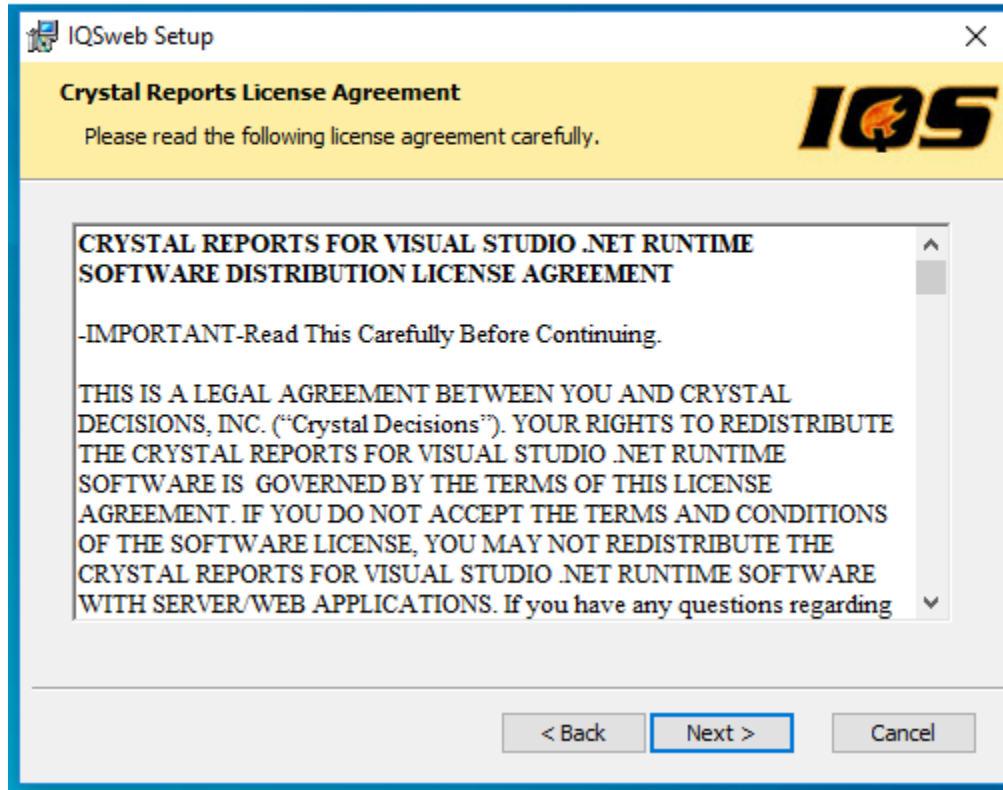 IQSweb Setup
Crystal Reports License Agreement
Please read the following license agreement carefully.
IQS
CRYSTAL REPORTS FOR VISUAL STUDIO .NET RUNTIME
SOFTWARE DISTRIBUTION LICENSE AGREEMENT
-IMPORTANT-Read This Carefully Before Continuing.
THIS IS A LEGAL AGREEMENT BETWEEN YOU AND CRYSTAL
DECISIONS, INC. (“Crystal Decisions”). YOUR RIGHTS TO REDISTRIBUTE
THE CRYSTAL REPORTS FOR VISUAL STUDIO .NET RUNTIME
SOFTWARE IS  GOVERNED BY THE TERMS OF THIS LICENSE
AGREEMENT. IF YOU DO NOT ACCEPT THE TERMS AND CONDITIONS
OF THE SOFTWARE LICENSE, YOU MAY NOT REDISTRIBUTE THE
CRYSTAL REPORTS FOR VISUAL STUDIO .NET RUNTIME SOFTWARE
WITH SERVER/WEB APPLICATIONS. If you have any questions regarding
< Back
Next >
Cancel